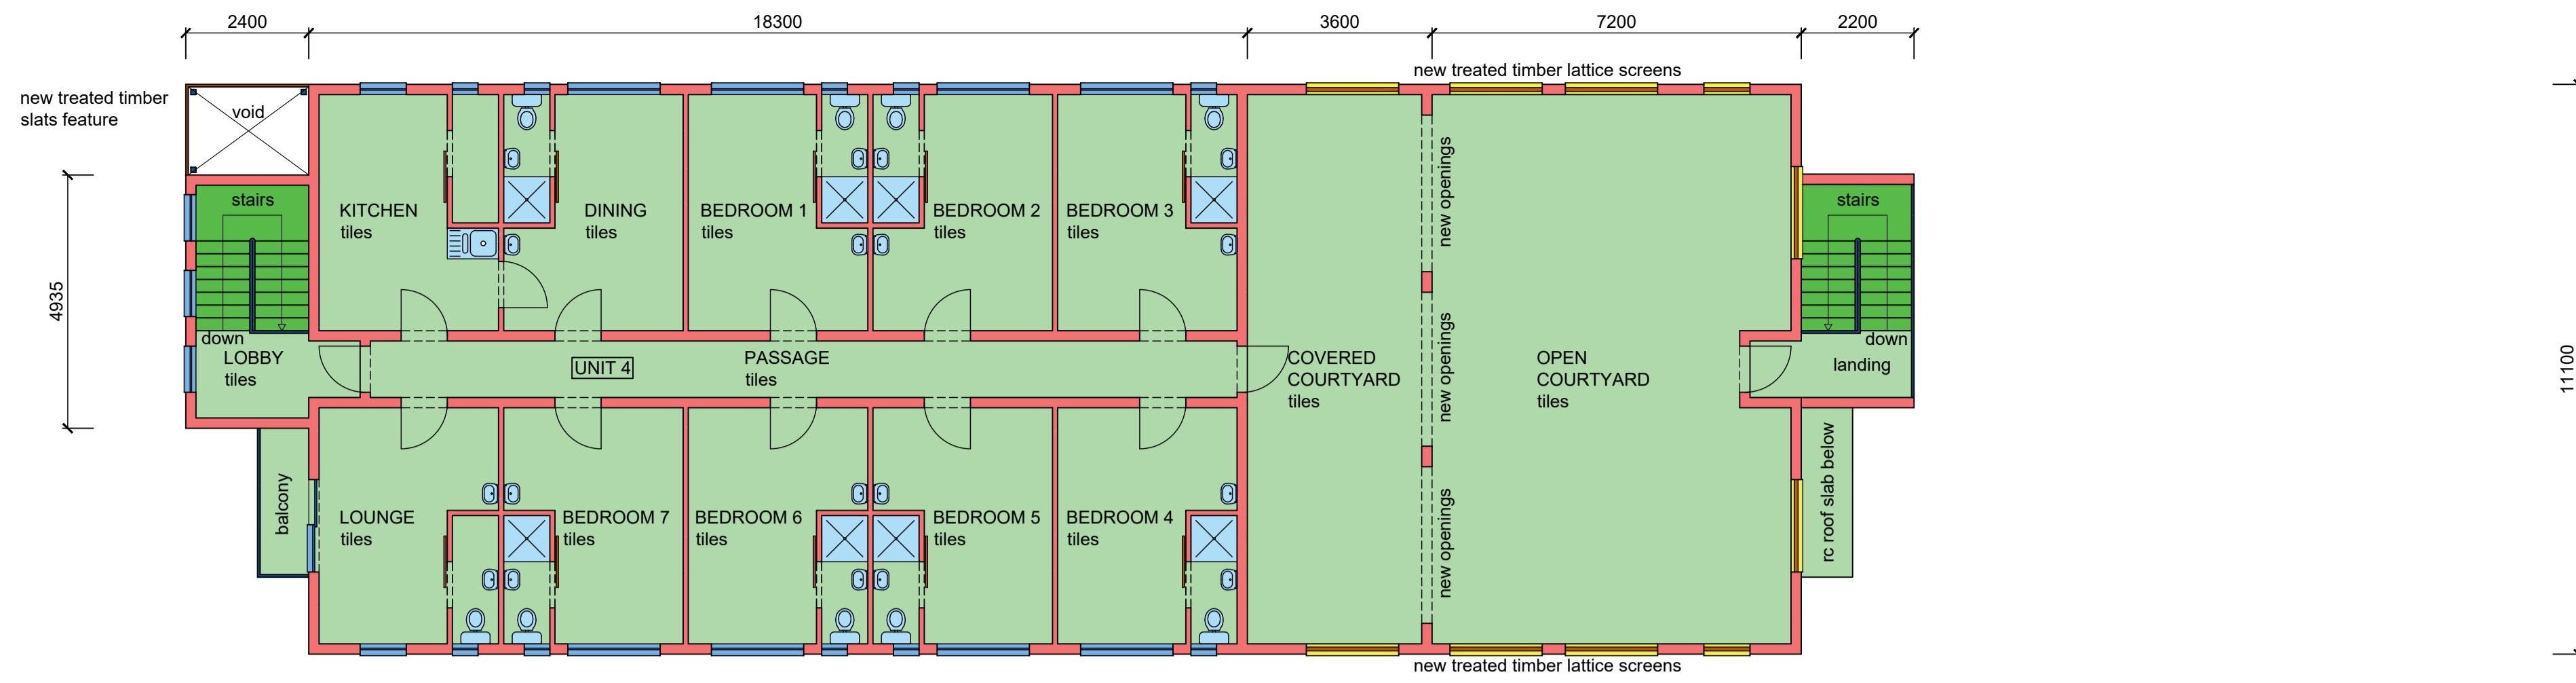 2400
18300
3600
7200
2200
new treated timber lattice screens
new treated timber
slats feature
void
stairs
down
LOBBY
tiles
4935
KITCHEN
tiles
DINING
tiles
BEDROOM 1
tiles
BEDROOM 2
tiles
BEDROOM 3
tiles
new openings
stairs
down
landing
UNIT 4
PASSAGE
tiles
COVERED
COURTYARD
tiles
new openings
OPEN
COURTYARD
tiles
11100
balcony
LOUNGE
tiles
BEDROOM 7
tiles
BEDROOM 6
tiles
BEDROOM 5
tiles
BEDROOM 4
tiles
new openings
rc roof slab below
new treated timber lattice screens